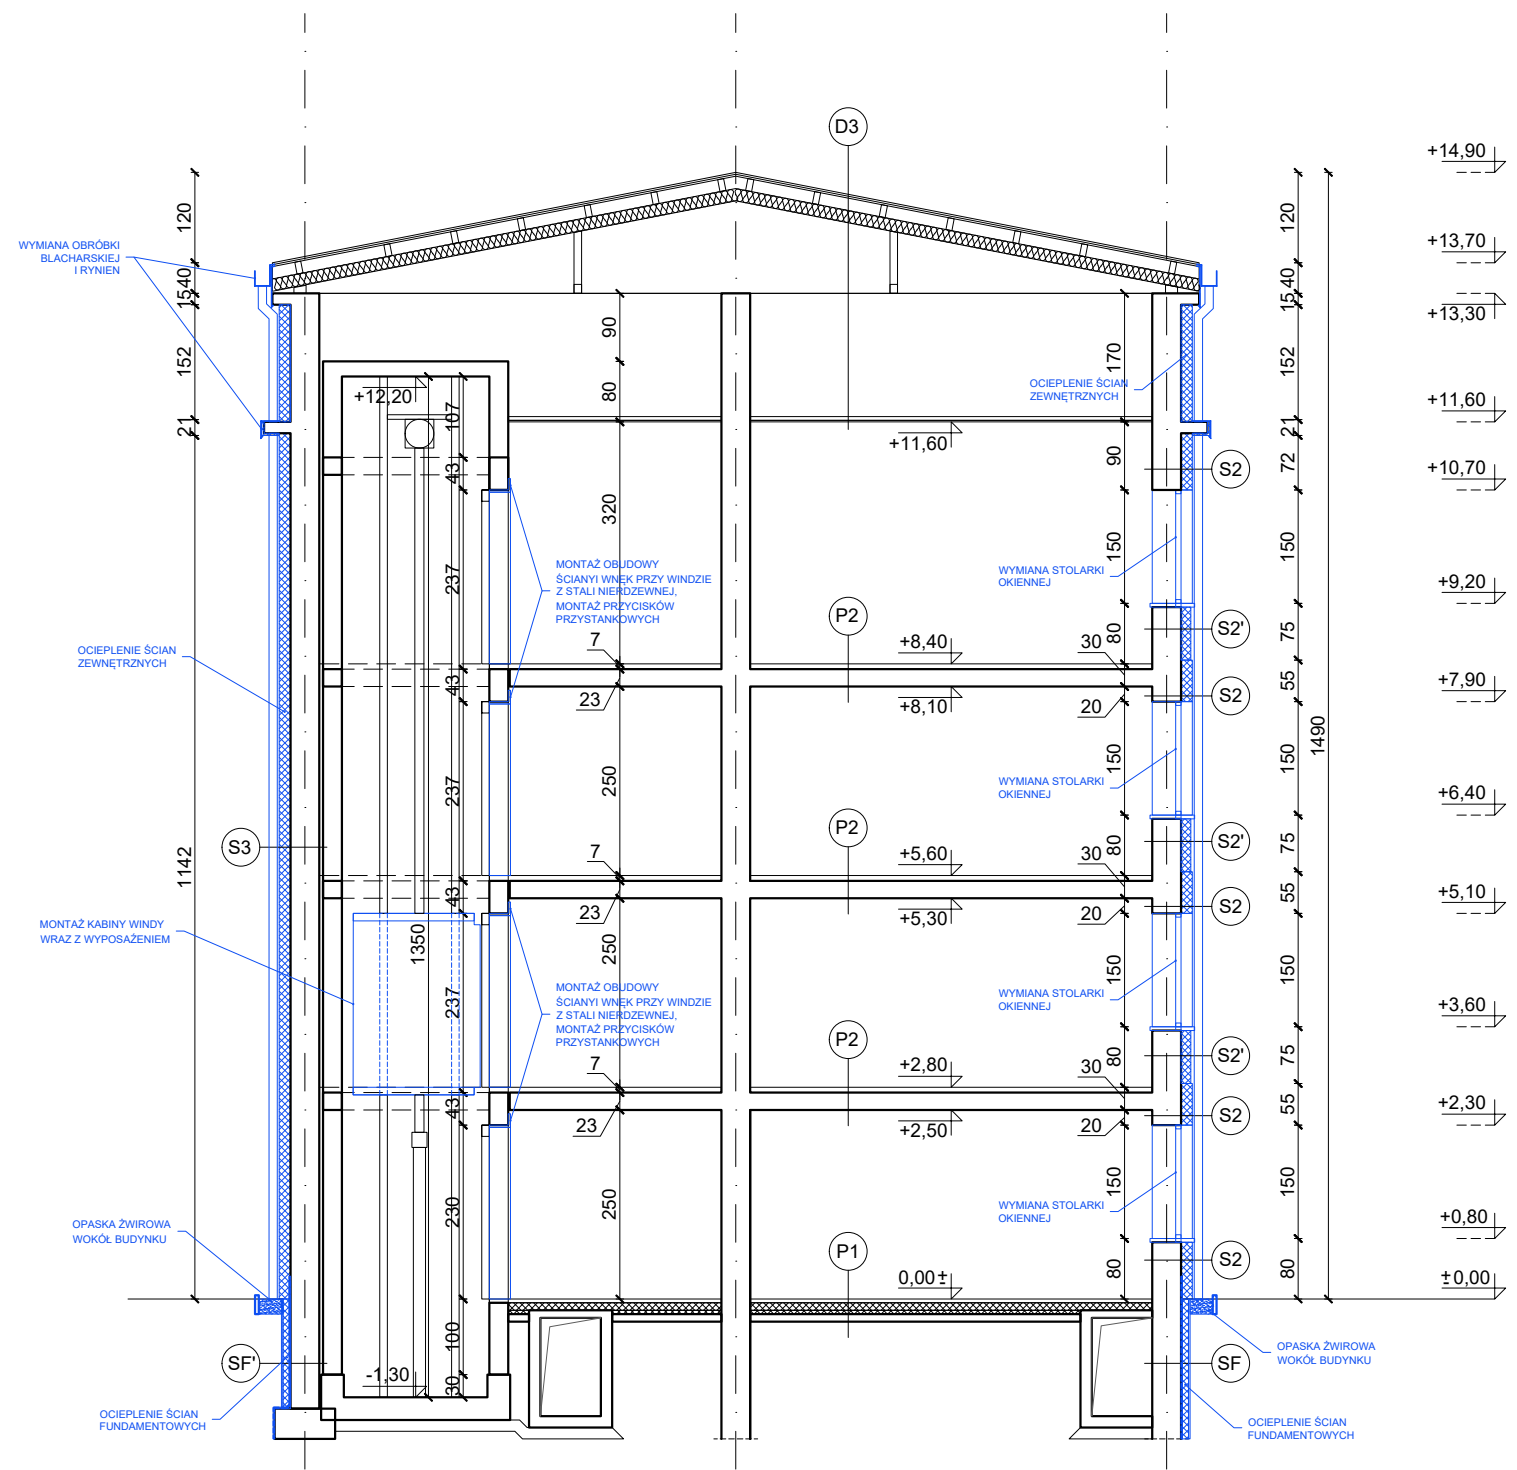 D3
+14,90
120
120
WYMIANA OBRÓBKI
BLACHARSKIEJ
I RYNIEN
+13,70
40
15
40
15
+13,30
90
170
152
152
80
OCIEPLENIE ŚCIAN
ZEWNĘTRZNYCH
+12,20
107
+11,60
21
+11,60
21
90
72
S2
+10,70
43
320
150
150
237
MONTAŻ OBUDOWY
ŚCIANYI WNĘK PRZY WINDZIE
Z STALI NIERDZEWNEJ,
MONTAŻ PRZYCISKÓW
PRZYSTANKOWYCH
WYMIANA STOLARKI
OKIENNEJ
+9,20
P2
S2'
80
75
OCIEPLENIE ŚCIAN
ZEWNĘTRZNYCH
7
+8,40
30
43
23
+8,10
20
S2
55
+7,90
1490
237
250
150
150
WYMIANA STOLARKI
OKIENNEJ
+6,40
S3
P2
80
S2'
75
1142
7
+5,60
30
43
23
+5,30
20
S2
55
+5,10
MONTAŻ KABINY WINDY
WRAZ Z WYPOSAŻENIEM
1350
250
150
150
237
MONTAŻ OBUDOWY
ŚCIANYI WNĘK PRZY WINDZIE
Z STALI NIERDZEWNEJ,
MONTAŻ PRZYCISKÓW
PRZYSTANKOWYCH
WYMIANA STOLARKI
OKIENNEJ
+3,60
P2
80
S2'
75
7
+2,80
30
43
23
+2,50
20
S2
55
+2,30
230
250
150
150
WYMIANA STOLARKI
OKIENNEJ
OPASKA ŻWIROWA
WOKÓŁ BUDYNKU
+0,80
P1
80
S2
80
0,00±
±0,00
100
SF'
-1,30
30
SF
OPASKA ŻWIROWA
WOKÓŁ BUDYNKU
OCIEPLENIE ŚCIAN
FUNDAMENTOWYCH
OCIEPLENIE ŚCIAN
FUNDAMENTOWYCH